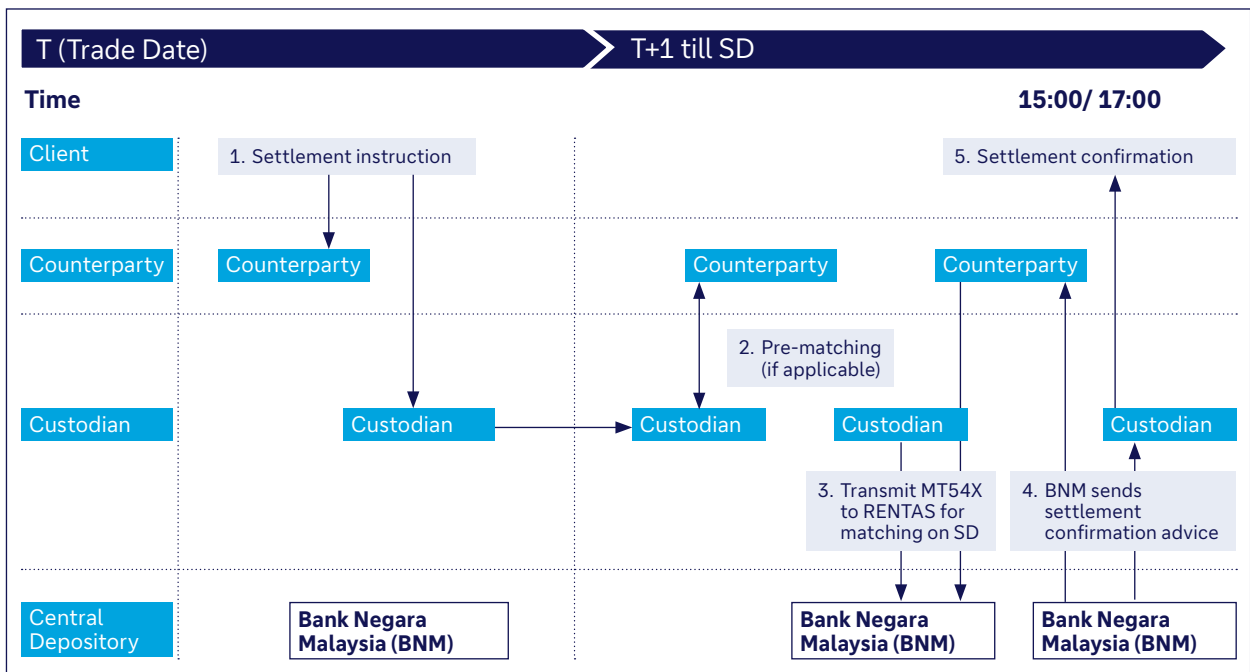 T (Trade Date)
T+1 till SD
Time
15:00/ 17:00
Client
1. Settlement instruction
5. Settlement confirmation
Counterparty
Counterparty
Counterparty
Counterparty
2. Pre-matching
(if applicable)
Custodian
Custodian
Custodian
Custodian
Custodian
3. Transmit MT54X
to RENTAS for
matching on SD
4. BNM sends
settlement
confirmation advice
Central
Depository
Bank Negara
Malaysia (BNM)
Bank Negara
Malaysia (BNM)
Bank Negara
Malaysia (BNM)